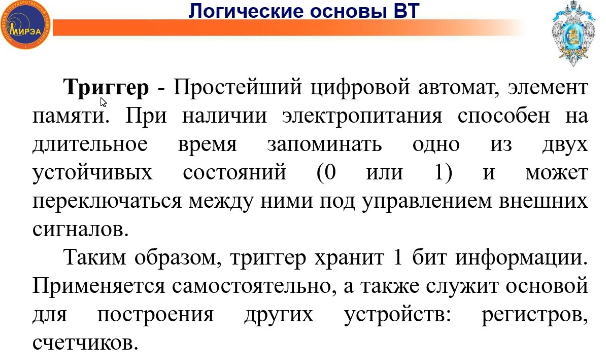 Логические основы ВТ
МИРЭА
Триггер - Простейший цифровой автомат, элемент
памяти. При наличии электропитания способен на
длительное время запоминать одно из двух
устойчивых состояний (0 или 1) и может
переключаться между ними под управлением внешних
сигналов.
Таким образом, триггер хранит 1 бит информации.
Применяется самостоятельно, а также служит основой
для построения других устройств: регистров,
счетчиков.